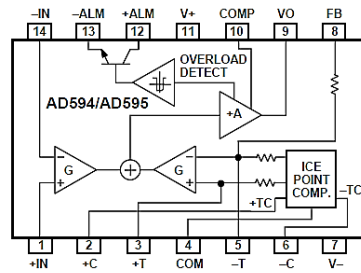 –IN –ALM +ALM V+ COMP VO FB
14 13 12 11 10 9 8
OVERLOAD
DETECT
AD594/AD595
+A
G
G
ICE
POINT
COMP.
–TC
+TC
1 2 3 4 5 6 7
+IN +C +T COM –T –C V–